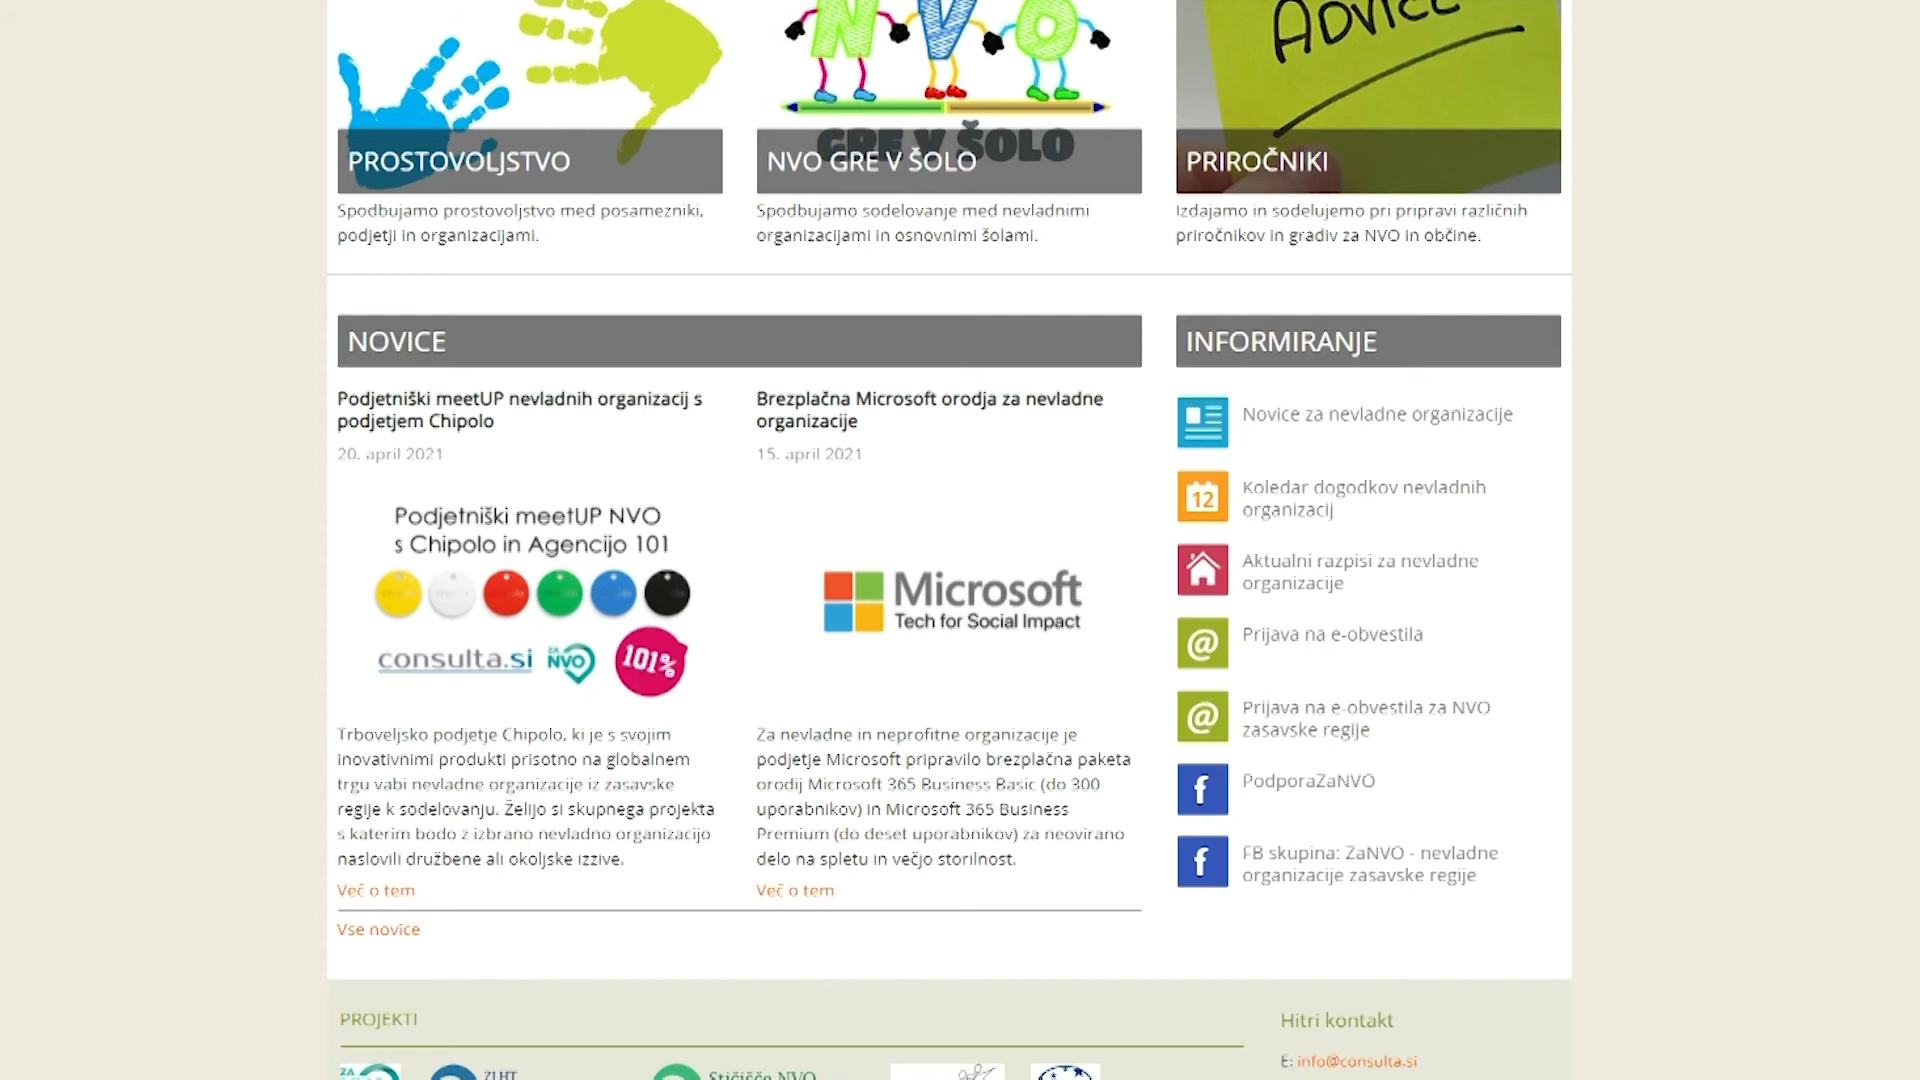 NVO
ADVICE
GRE V ŠOLO
PROSTOVOLJSTVO
NVO GRE V ŠOLO
PRIROČNIKI
Spodbujamo prostovoljstvo med posamezniki,
podjetji in organizacijami.
Spodbujamo sodelovanje med nevladnimi
organizacijami in osnovnimi šolami.
Izdajamo in sodelujemo pri pripravi različnih
priročnikov in gradiv za NVO in občine.
NOVICE
Podjetniški meetUP nevladnih organizacij s
podjetjem Chipolo
20. april 2021
Podjetniški meetUP NVO
s Chipolo in Agencijo 101
consulta.si
ZA
NVO
101%
Trboveljsko podjetje Chipolo, ki je s svojim
inovativnimi produkti prisotno na globalnem
trgu vabi nevladne organizacije iz zasavske
regije k sodelovanju. Želijo si skupnega projekta
s katerim bodo z izbrano nevladno organizacijo
naslovili družbene ali okoljske izzive.
Več o tem
Brezplačna Microsoft orodja za nevladne
organizacije
15. april 2021
Microsoft
Tech for Social Impact
Za nevladne in neprofitne organizacije je
podjetje Microsoft pripravilo brezplačna paketa
orodij Microsoft 365 Business Basic (do 300
uporabnikov) in Microsoft 365 Business
Premium (do deset uporabnikov) za neovirano
delo na spletu in večjo storilnost.
Več o tem
Vse novice
INFORMIRANJE
Novice za nevladne organizacije
12
Koledar dogodkov nevladnih
organizacij
Aktualni razpisi za nevladne
organizacije
@
Prijava na e-obvestila
@
Prijava na e-obvestila za NVO
zasavske regije
f
PodporaZaNVO
f
FB skupina: ZaNVO - nevladne
organizacije zasavske regije
PROJEKTI
ZA
ZLHT
Stičišče NVO
Hitri kontakt
E: info@consulta.si